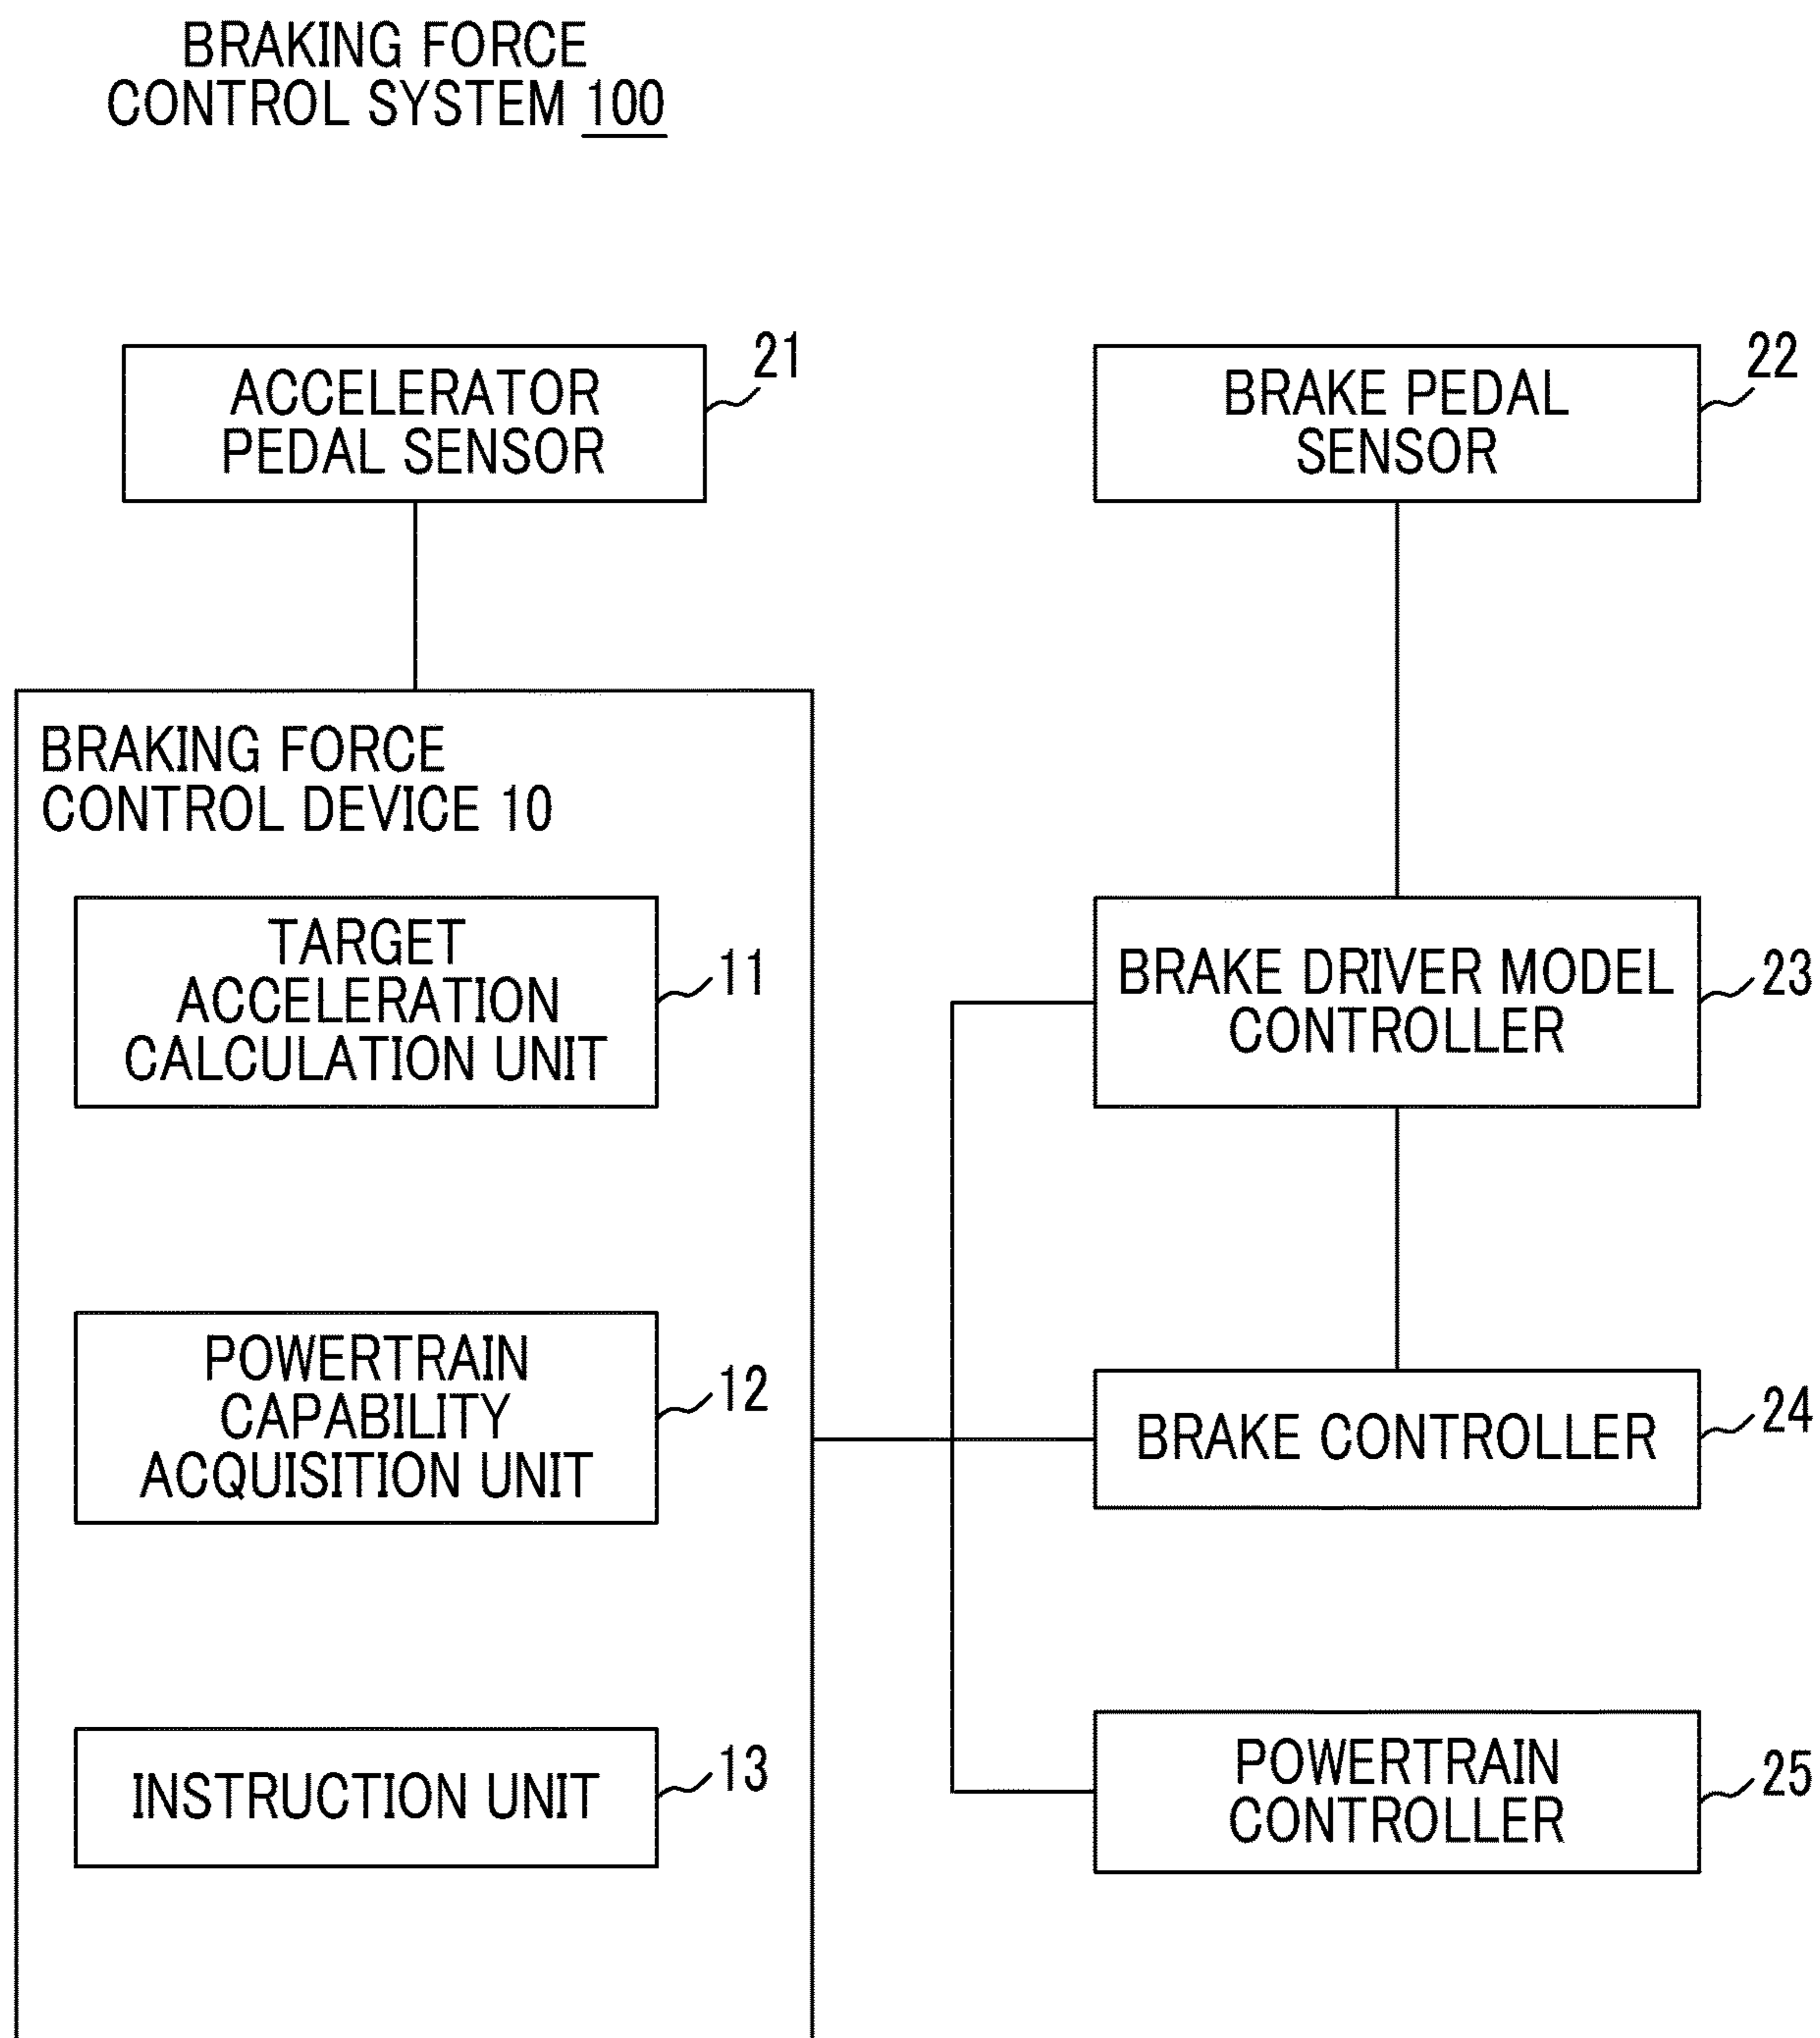 BRAKING FORCE
CONTROL SYSTEM 100
21
ACCELERATOR
PEDAL SENSOR
22
BRAKE PEDAL
SENSOR
BRAKING FORCE
CONTROL DEVICE 10
TARGET
ACCELERATION
CALCULATION UNIT
11
BRAKE DRIVER MODEL
CONTROLLER
23
POWERTRAIN
CAPABILITY
ACQUISITION UNIT
12
BRAKE CONTROLLER
24
INSTRUCTION UNIT
13
POWERTRAIN
CONTROLLER
25